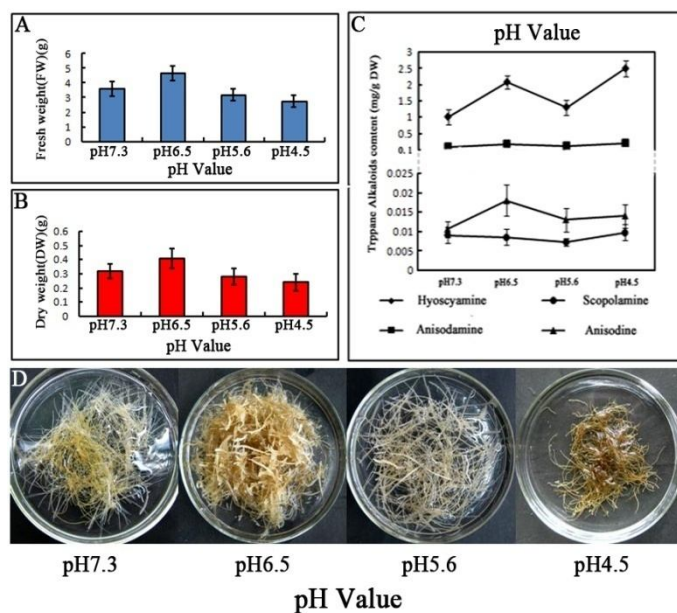 A
Fresh weight(FW)(g)
6
5
4
3
2
1
0
pH7.3 pH6.5 pH5.6 pH4.5
pH Value
B
Dry weight(DW)(g)
0.6
0.5
0.4
0.3
0.2
0.1
0
pH7.3 pH6.5 pH5.6 pH4.5
pH Value
C
pH Value
Trppane Alkaloids comtent (mg/g DW)
3
2.5
2
1.5
1
0.5
0.1
0.025
0.02
0.015
0.01
0.005
0
pH7.3 pH6.5 pH5.6 pH4.5
Hyoscyamine Scopolamine
Anisodamine Anisodine
D
pH7.3 pH6.5 pH5.6 pH4.5
pH Value